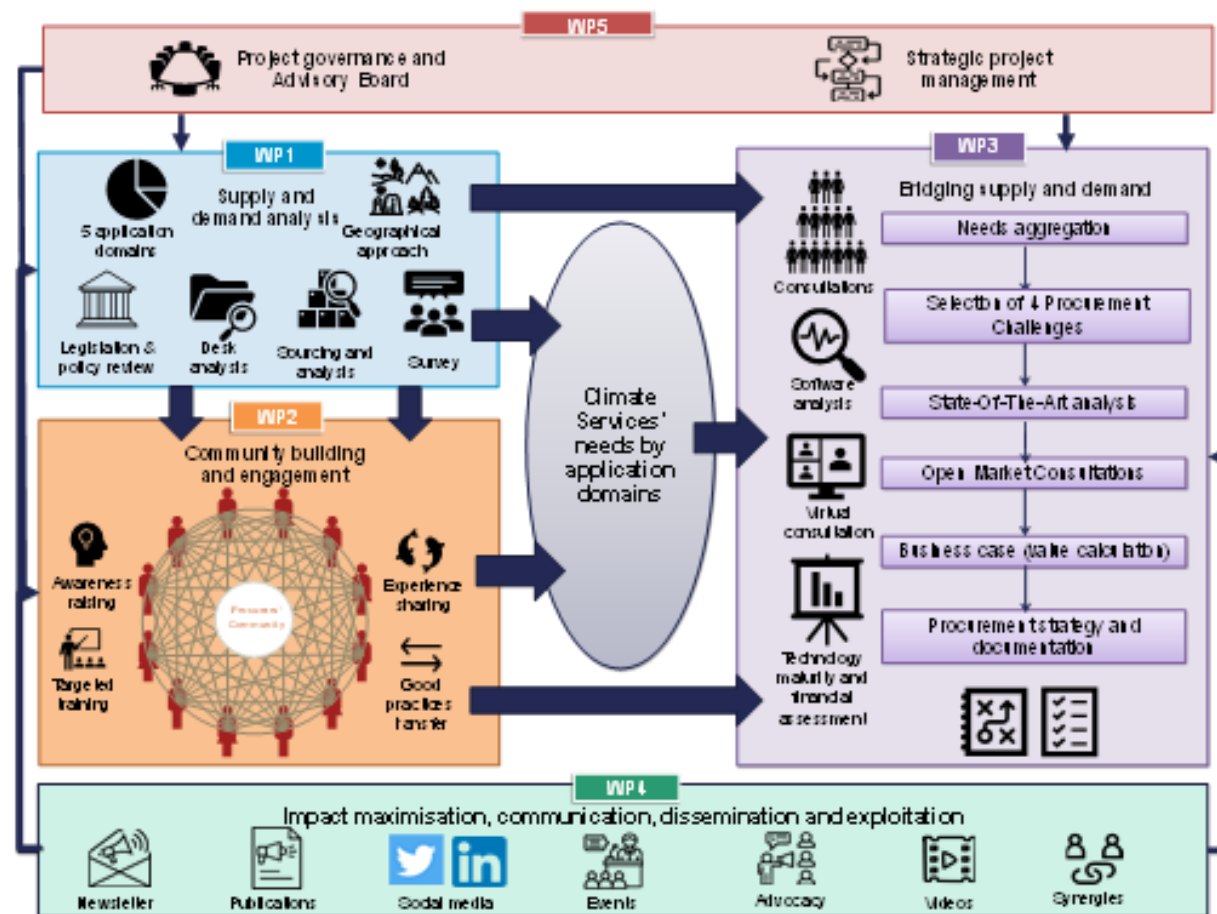 WP5
Project governance and
Advisory Board
Strategic project
management
WP1
Supply and
demand analysis
5 application
domains
Geographical
approach
Legislation &
policy review
Desk
analysis
Sourcing and
analysis
Survey
WP2
Community building
and engagement
Awareness
raising
Targeted
training
Procurers'
Community
Experience
sharing
Good
practices
transfer
Climate
Services'
needs by
application
domains
WP3
Bridging supply and demand
Consultations
Software
analysis
Virtual
consultation
Technology
maturity and
financial
assessment
Needs aggregation
Selection of 4 Procurement
Challenges
State-Of-The-Art analysis
Open Market Consultations
Business case (value calculation)
Procurement strategy and
documentation
WP4
Impact maximisation, communication, dissemination and exploitation
Newsletter
Publications
Social media
Events
Advocacy
Videos
Synergies